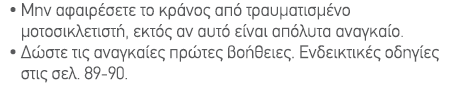 • Μην αφαιρέσετε το κράνος από τραυματισμένο
μοτοσικλετιστή, εκτός αν αυτό είναι απόλυτα αναγκαίο.
• Δώστε τις αναγκαίες πρώτες βοήθειες. Ενδεικτικές οδηγίες
στις σελ. 89-90.